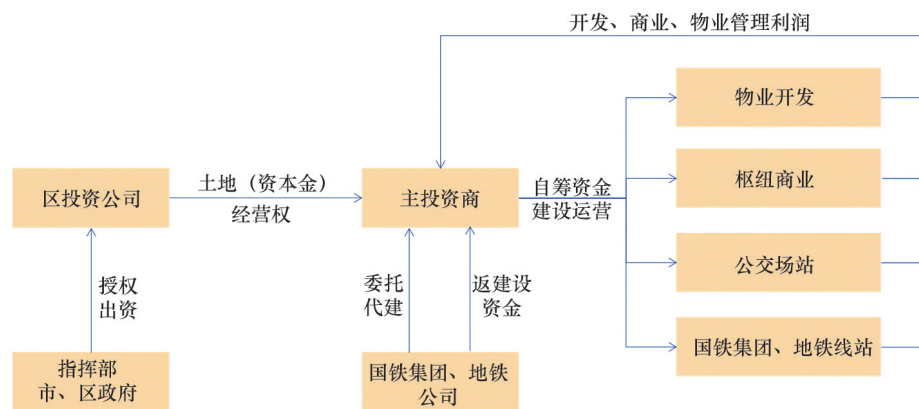 开发、商业、物业管理利润
物业开发
土地（资本金）
经营权
自筹资金
建设运营
区投资公司
主投资商
枢纽商业
公交场站
授权
出资
委托
代建
返建设
资金
国铁集团、地铁线站
指挥部
市、区政府
国铁集团、地铁
公司